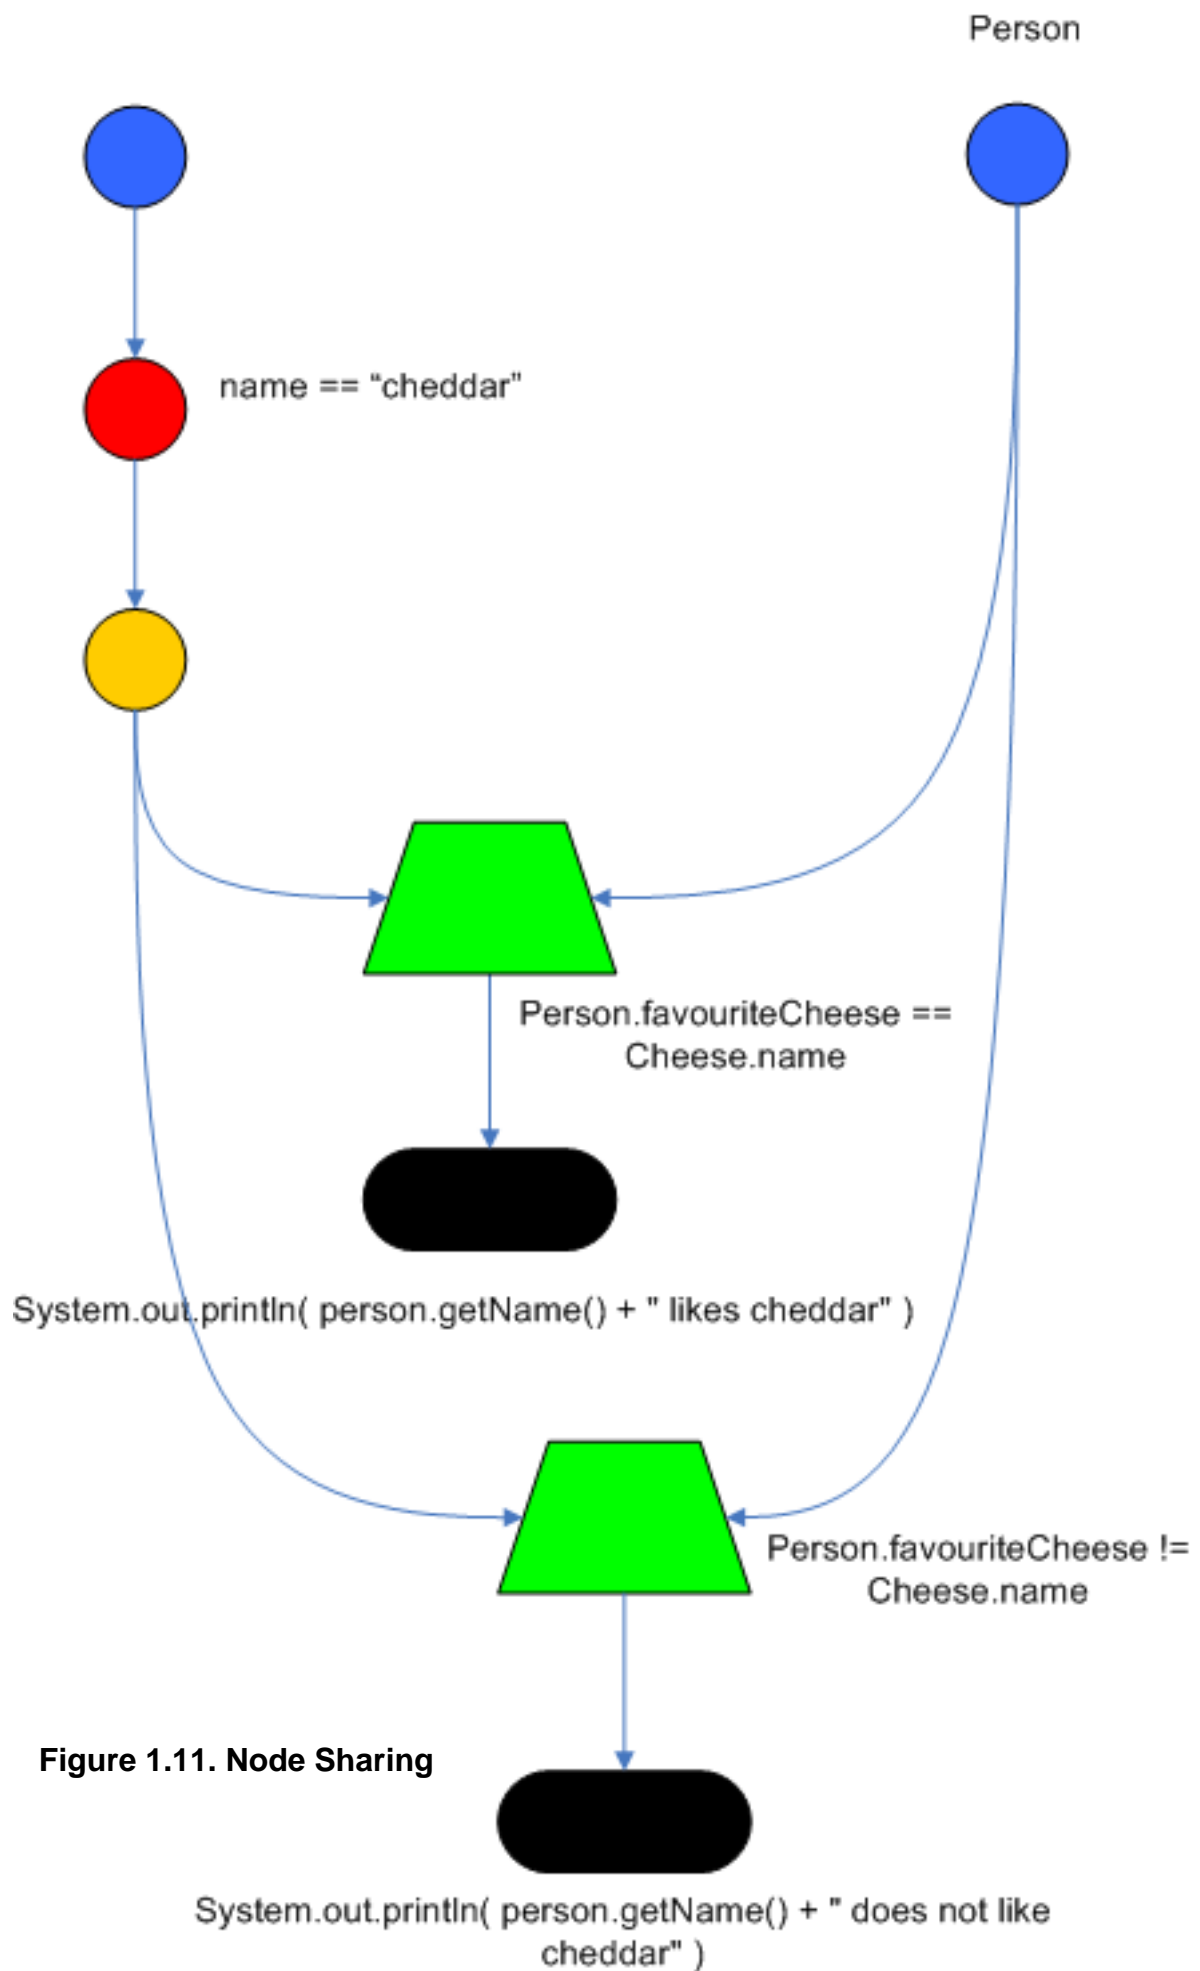 Person
name == “cheddar”
Person.favouriteCheese ==
Cheese.name
System.out.println( person.getName() + " likes cheddar" )
Person.favouriteCheese !=
Cheese.name
Figure 1.11. Node Sharing
System.out.println( person.getName() + " does not like
cheddar" )